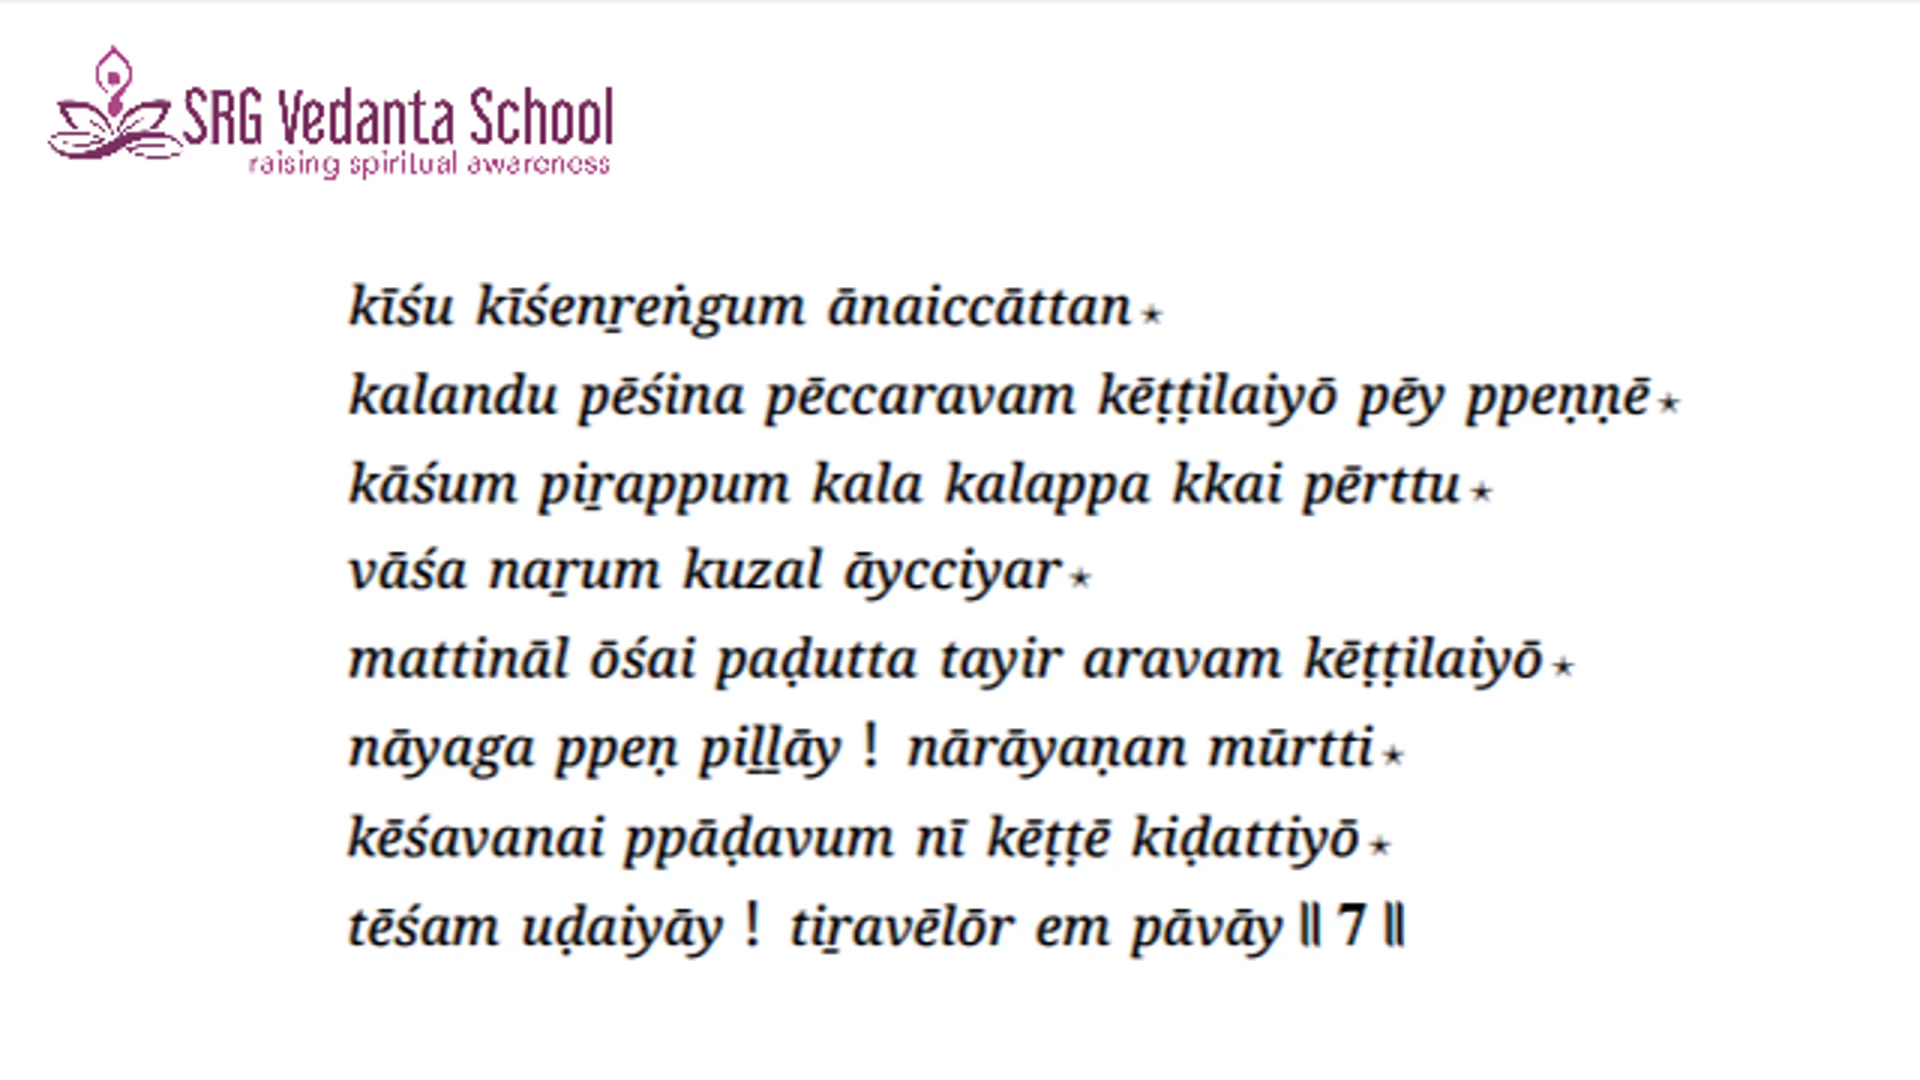 SRG Vedanta School
raising spiritual awareness
kīśu kīśenṟeṅgum ānaiccāttan⋆
kalandu pēśina pēccaravam kēṭṭilaiyō pēy ppeṇṇē⋆
kāśum piṟappum kala kalappa kkai pērttu⋆
vāśa naṟum kuzal āycciyar⋆
mattināl ōśai paḍutta tayir aravam kēṭṭilaiyō⋆
nāyaga ppeṇ piḻḻāy ! nārāyaṇan mūrtti⋆
kēśavanai ppāḍavum nī kēṭṭē kiḍattiyō⋆
tēśam uḍaiyāy ! tiṟavēlōr em pāvāy ǁ 7 ǁ